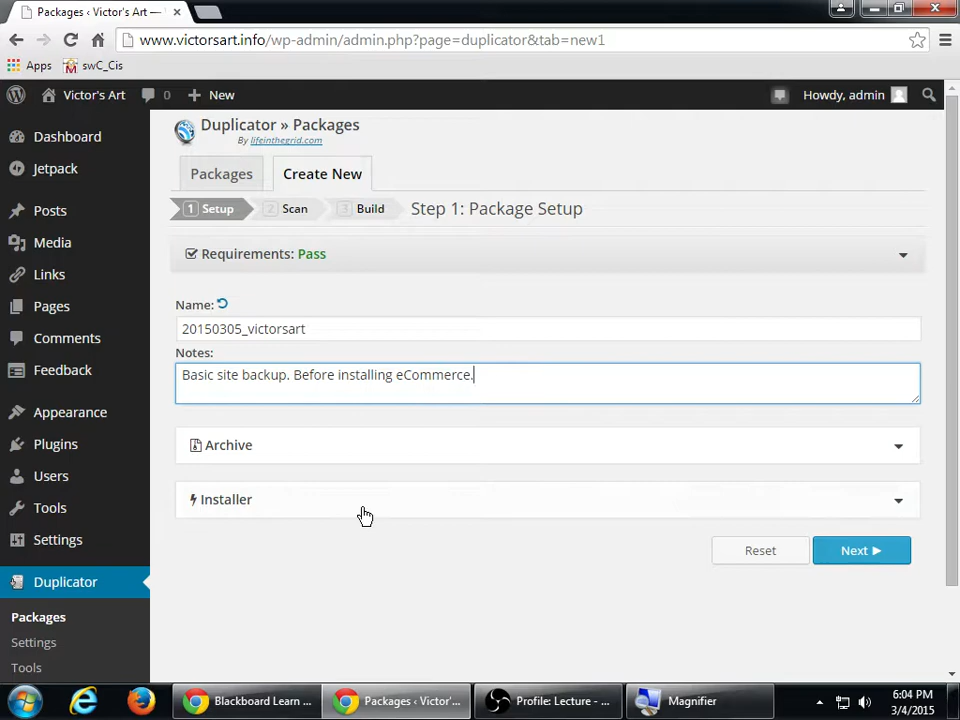 Packages ‹ Victor's Art —
www.victorsart.info/wp-admin/admin.php?page=duplicator&tab=new1
Apps swC_Cis
Victor's Art 0 New Howdy, admin
Duplicator » Packages
By lifeinthegrid.com
Packages Create New
1 Setup 2 Scan 3 Build Step 1: Package Setup
Requirements: Pass
Name:
20150305_victorsart
Notes:
Basic site backup. Before installing eCommerce.
Archive
Installer
Reset Next
Dashboard
Jetpack
Posts
Media
Links
Pages
Comments
Feedback
Appearance
Plugins
Users
Tools
Settings
Duplicator
Packages
Settings
Tools
Blackboard Learn ... Packages ‹ Victor'... Profile: Lecture - ... Magnifier
6:04 PM
3/4/2015